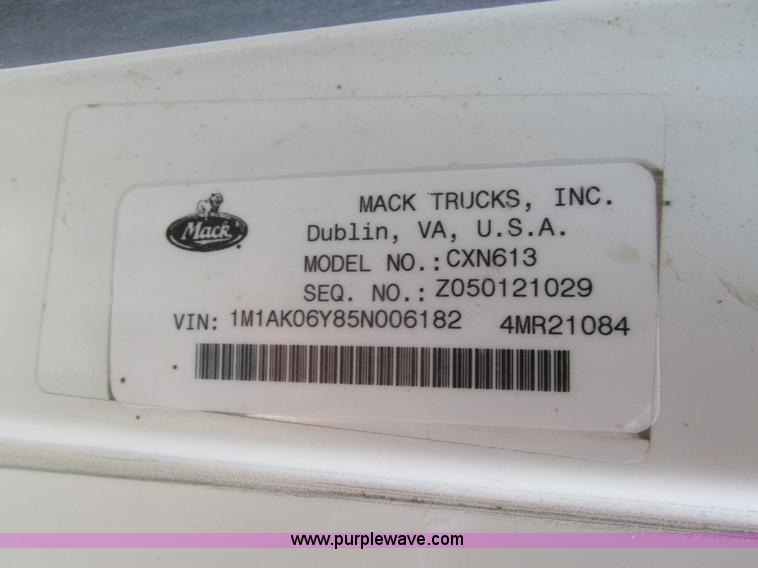 Mack
MACK TRUCKS, INC.
Dublin, VA, U.S.A.
MODEL NO.:CXN613
SEQ. NO.:Z050121029
VIN: 1M1AK06Y85N006182 4MR21084
www.purplewave.com